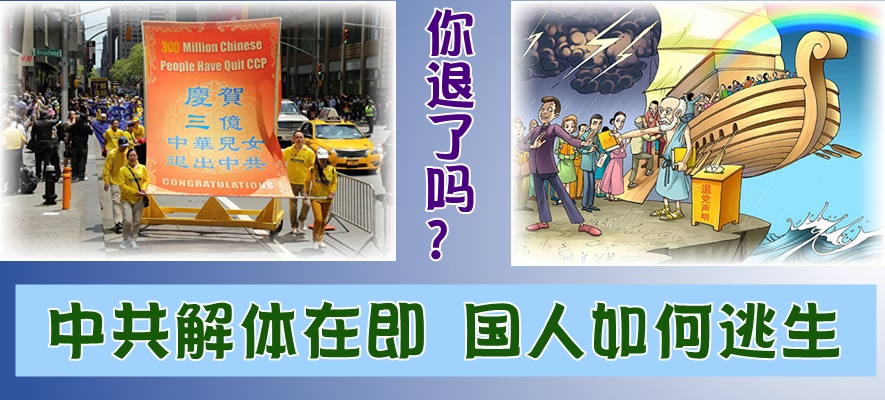 300 Million Chinese
People Have Quit CCP
慶賀
三億
中華兒女
退出中共
CONGRATULATIONS
你退了吗？
退党声明
中共解体在即 国人如何逃生